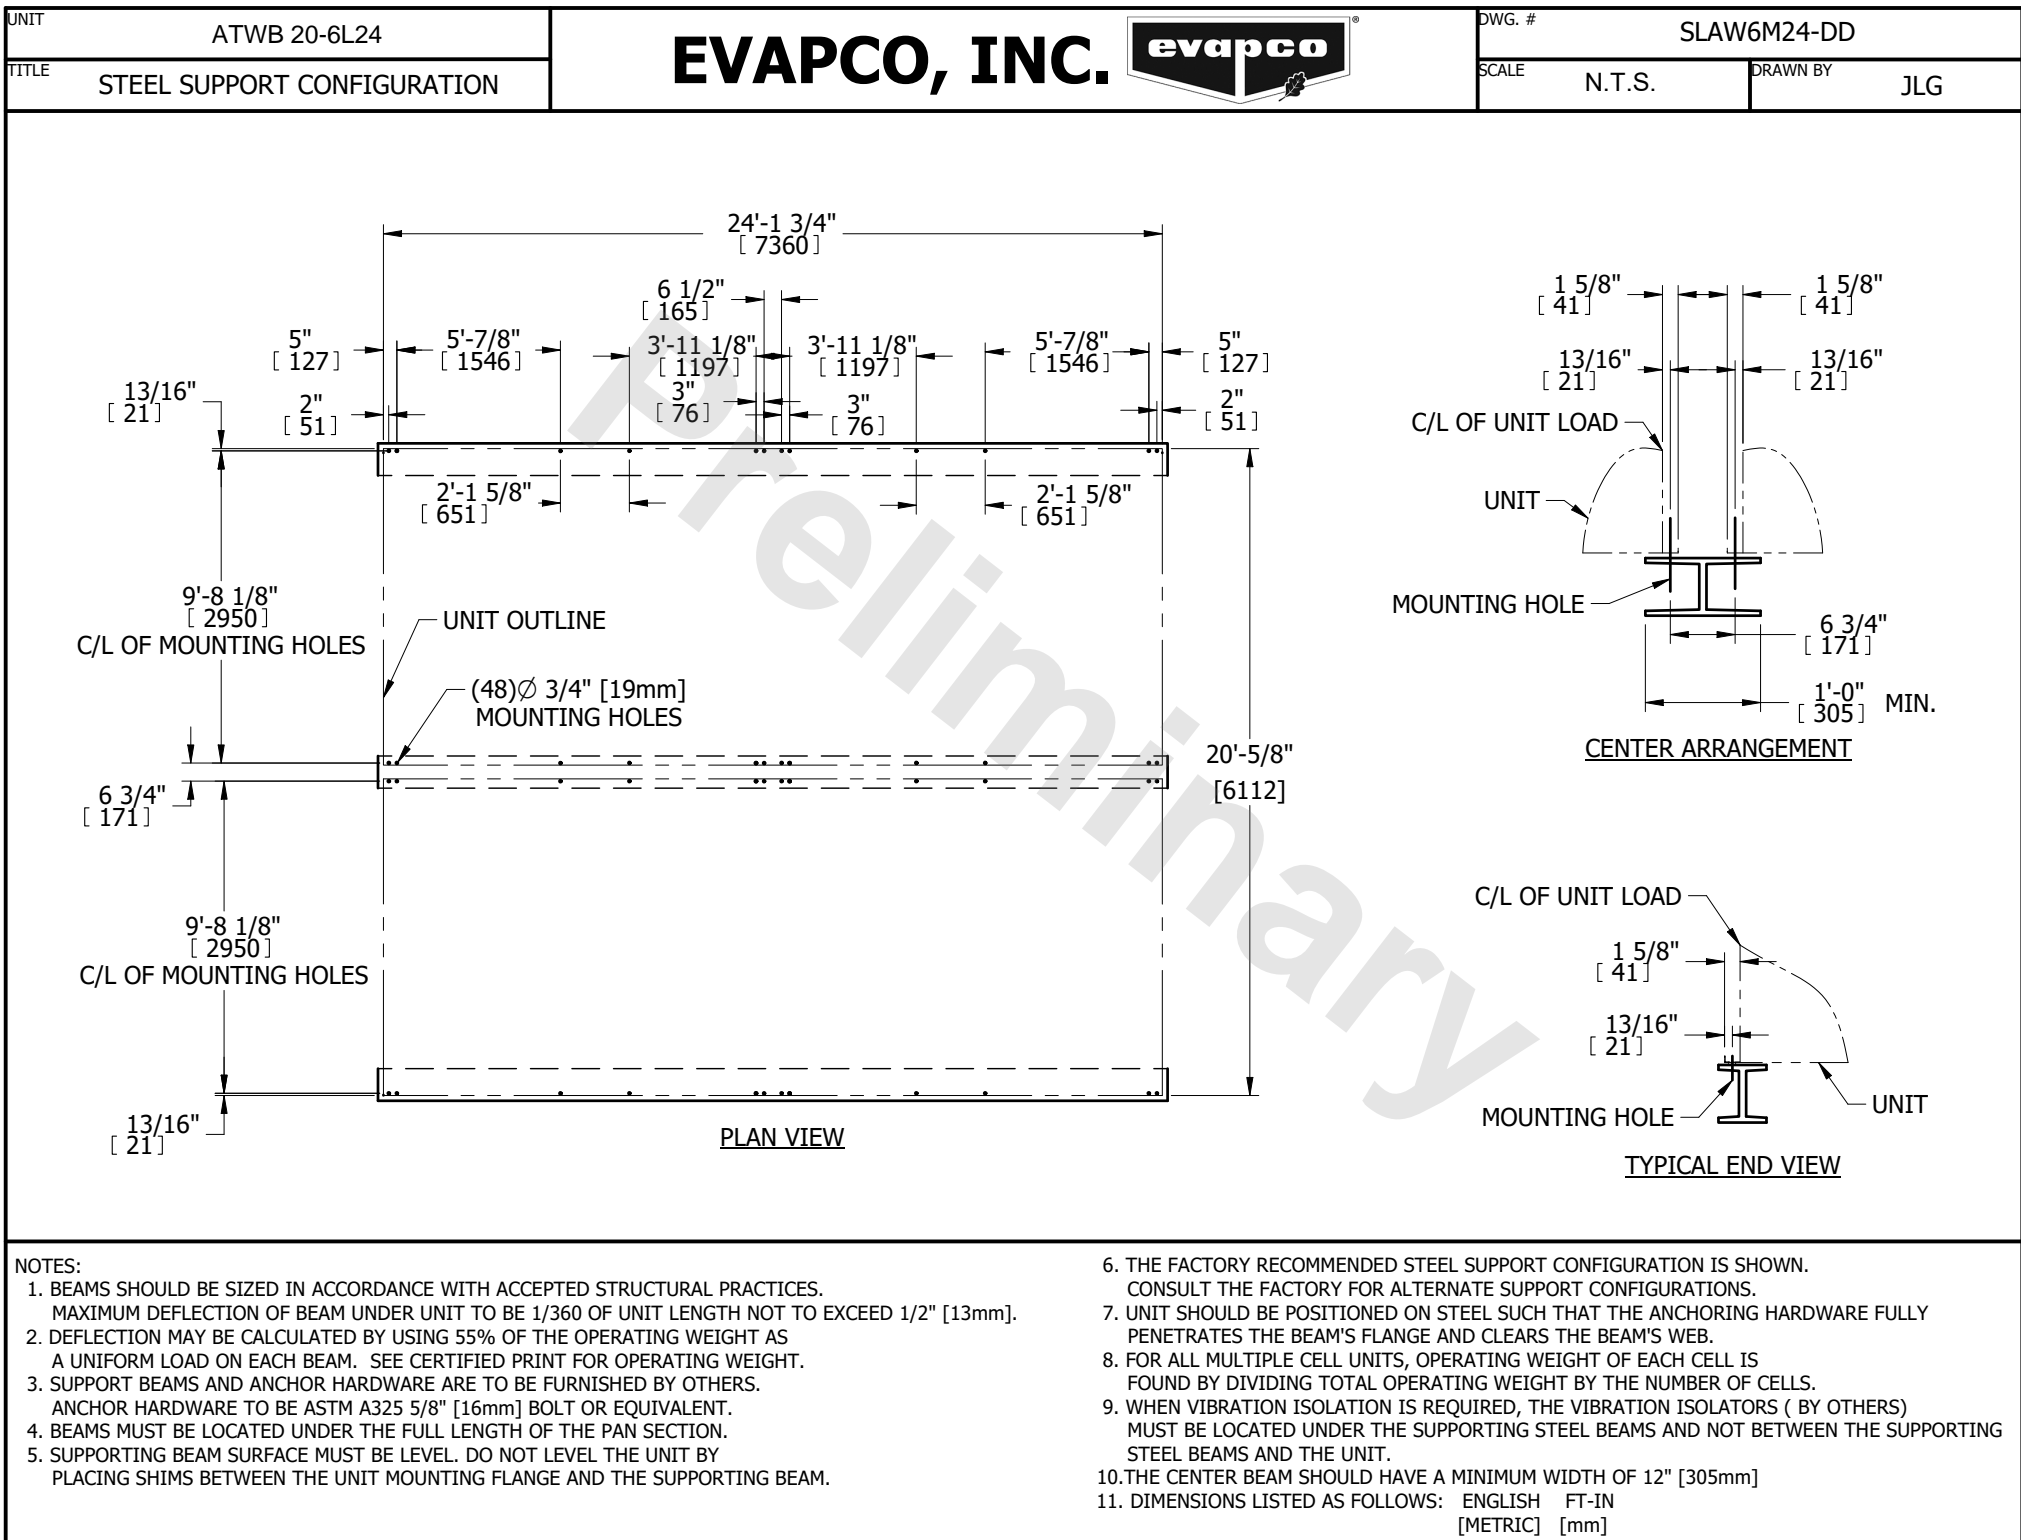 UNIT
ATWB 20-6L24
TITLE
STEEL SUPPORT CONFIGURATION
EVAPCO, INC.
evapco
®
DWG. #
SLAW6M24-DD
SCALE
N.T.S.
DRAWN BY
JLG
24'-1 3/4"
[ 7360]
6 1/2"
[ 165]
5"
[ 127]
5'-7/8"
[ 1546]
3'-11 1/8"
[ 1197]
3'-11 1/8"
[ 1197]
5'-7/8"
[ 1546]
5"
[ 127]
13/16"
[ 21]
2"
[ 51]
3"
[ 76]
3"
[ 76]
2"
[ 51]
2'-1 5/8"
[ 651]
2'-1 5/8"
[ 651]
9'-8 1/8"
[ 2950]
C/L OF MOUNTING HOLES
UNIT OUTLINE
(48)Ø 3/4" [19mm]
MOUNTING HOLES
6 3/4"
[ 171]
20'-5/8"
[6112]
9'-8 1/8"
[ 2950]
C/L OF MOUNTING HOLES
13/16"
[ 21]
PLAN VIEW
Preliminary
1 5/8"
[ 41]
1 5/8"
[ 41]
13/16"
[ 21]
13/16"
[ 21]
C/L OF UNIT LOAD
UNIT
MOUNTING HOLE
6 3/4"
[ 171]
1'-0"
[ 305] MIN.
CENTER ARRANGEMENT
C/L OF UNIT LOAD
1 5/8"
[ 41]
13/16"
[ 21]
MOUNTING HOLE
UNIT
TYPICAL END VIEW
NOTES:
1. BEAMS SHOULD BE SIZED IN ACCORDANCE WITH ACCEPTED STRUCTURAL PRACTICES.
MAXIMUM DEFLECTION OF BEAM UNDER UNIT TO BE 1/360 OF UNIT LENGTH NOT TO EXCEED 1/2" [13mm].
2. DEFLECTION MAY BE CALCULATED BY USING 55% OF THE OPERATING WEIGHT AS
A UNIFORM LOAD ON EACH BEAM. SEE CERTIFIED PRINT FOR OPERATING WEIGHT.
3. SUPPORT BEAMS AND ANCHOR HARDWARE ARE TO BE FURNISHED BY OTHERS.
ANCHOR HARDWARE TO BE ASTM A325 5/8" [16mm] BOLT OR EQUIVALENT.
4. BEAMS MUST BE LOCATED UNDER THE FULL LENGTH OF THE PAN SECTION.
5. SUPPORTING BEAM SURFACE MUST BE LEVEL. DO NOT LEVEL THE UNIT BY
PLACING SHIMS BETWEEN THE UNIT MOUNTING FLANGE AND THE SUPPORTING BEAM.
6. THE FACTORY RECOMMENDED STEEL SUPPORT CONFIGURATION IS SHOWN.
CONSULT THE FACTORY FOR ALTERNATE SUPPORT CONFIGURATIONS.
7. UNIT SHOULD BE POSITIONED ON STEEL SUCH THAT THE ANCHORING HARDWARE FULLY
PENETRATES THE BEAM'S FLANGE AND CLEARS THE BEAM'S WEB.
8. FOR ALL MULTIPLE CELL UNITS, OPERATING WEIGHT OF EACH CELL IS
FOUND BY DIVIDING TOTAL OPERATING WEIGHT BY THE NUMBER OF CELLS.
9. WHEN VIBRATION ISOLATION IS REQUIRED, THE VIBRATION ISOLATORS ( BY OTHERS)
MUST BE LOCATED UNDER THE SUPPORTING STEEL BEAMS AND NOT BETWEEN THE SUPPORTING
STEEL BEAMS AND THE UNIT.
10.THE CENTER BEAM SHOULD HAVE A MINIMUM WIDTH OF 12" [305mm]
11. DIMENSIONS LISTED AS FOLLOWS: ENGLISH FT-IN
[METRIC] [mm]